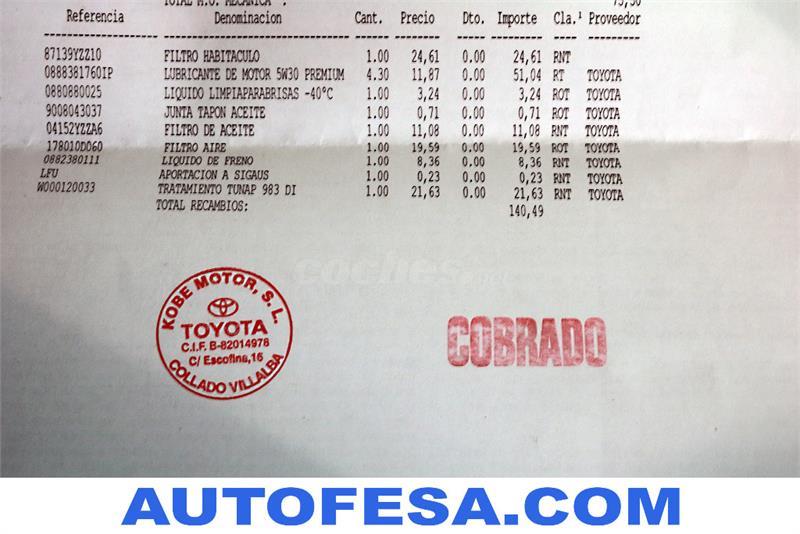 TOTAL M.O. MECANICA : 75,50
Referencia Denominacion Cant. Precio Dto. Importe Cla.¹ Proveedor
87139YZZ10 FILTRO HABITACULO 1.00 24,61 0.00 24,61 RNT
0888381760IP LUBRICANTE DE MOTOR 5W30 PREMIUM 4.30 11,87 0.00 51,04 RT TOYOTA
0880880025 LIQUIDO LIMPIAPARABRISAS -40°C 1.00 3,24 0.00 3,24 ROT TOYOTA
9008043037 JUNTA TAPON ACEITE 1.00 0,71 0.00 0,71 ROT TOYOTA
04152YZZA6 FILTRO DE ACEITE 1.00 11,08 0.00 11,08 RNT TOYOTA
178010D060 FILTRO AIRE 1.00 19,59 0.00 19,59 ROT TOYOTA
0882380111 LIQUIDO DE FRENO 1.00 8,36 0.00 8,36 RNT TOYOTA
LFU APORTACION A SIGAUS 1.00 0,23 0.00 0,23 RNT TOYOTA
W000120033 TRATAMIENTO TUNAP 983 DI 1.00 21,63 0.00 21,63 RNT TOYOTA
TOTAL RECAMBIOS: 140,49
coches.net
KOBE MOTOR, S.L.
TOYOTA
C.I.F. B-82014978
C/ Escofina, 16
COLLADO VILLALBA
COBRADO
AUTOFESA.COM